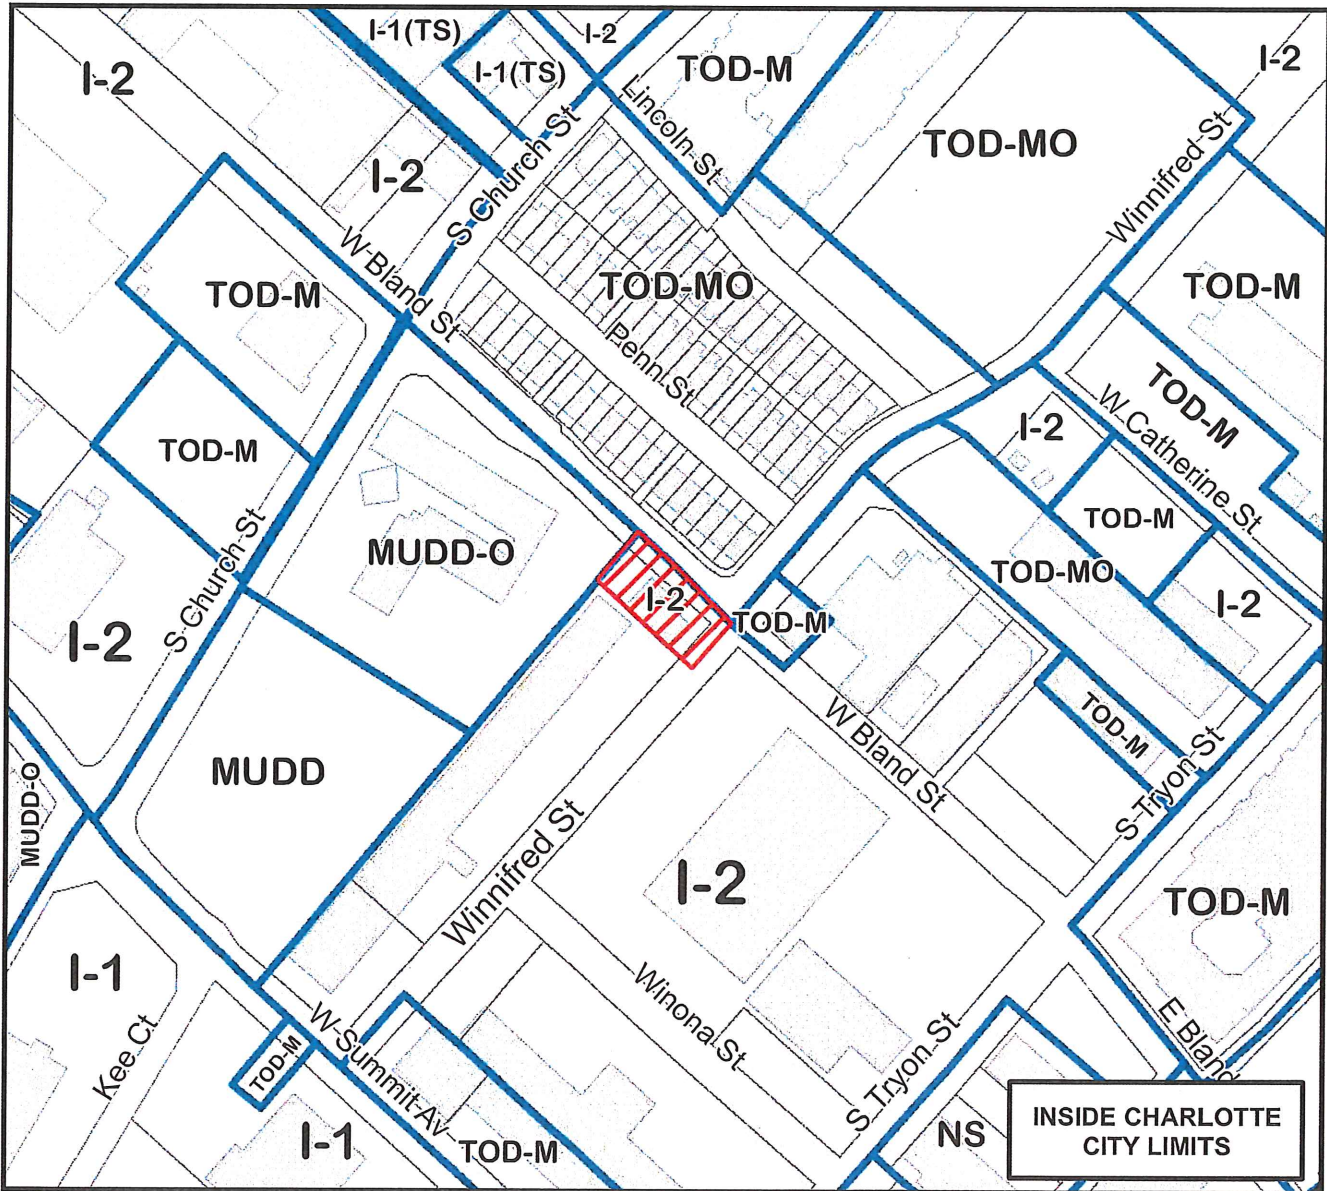 I-1(TS)
I-2
I-1(TS)
TOD-M
I-2
I-2
Lincoln St
TOD-MO
Winnifred St
S Church St
I-2
W Bland St
TOD-M
TOD-MO
TOD-M
Penn St
TOD-M
W Catherine St
I-2
TOD-M
TOD-M
S Church St
MUDD-O
TOD-MO
I-2
I-2
TOD-M
I-2
MUDD
W Bland St
TOD-M
S Tryon St
MUDD-O
Winnifred St
I-2
TOD-M
I-1
Winona St
Kee Ct
W Summit Av
TOD-M
S Tryon St
E Bland
I-1
TOD-M
NS
INSIDE CHARLOTTE
CITY LIMITS